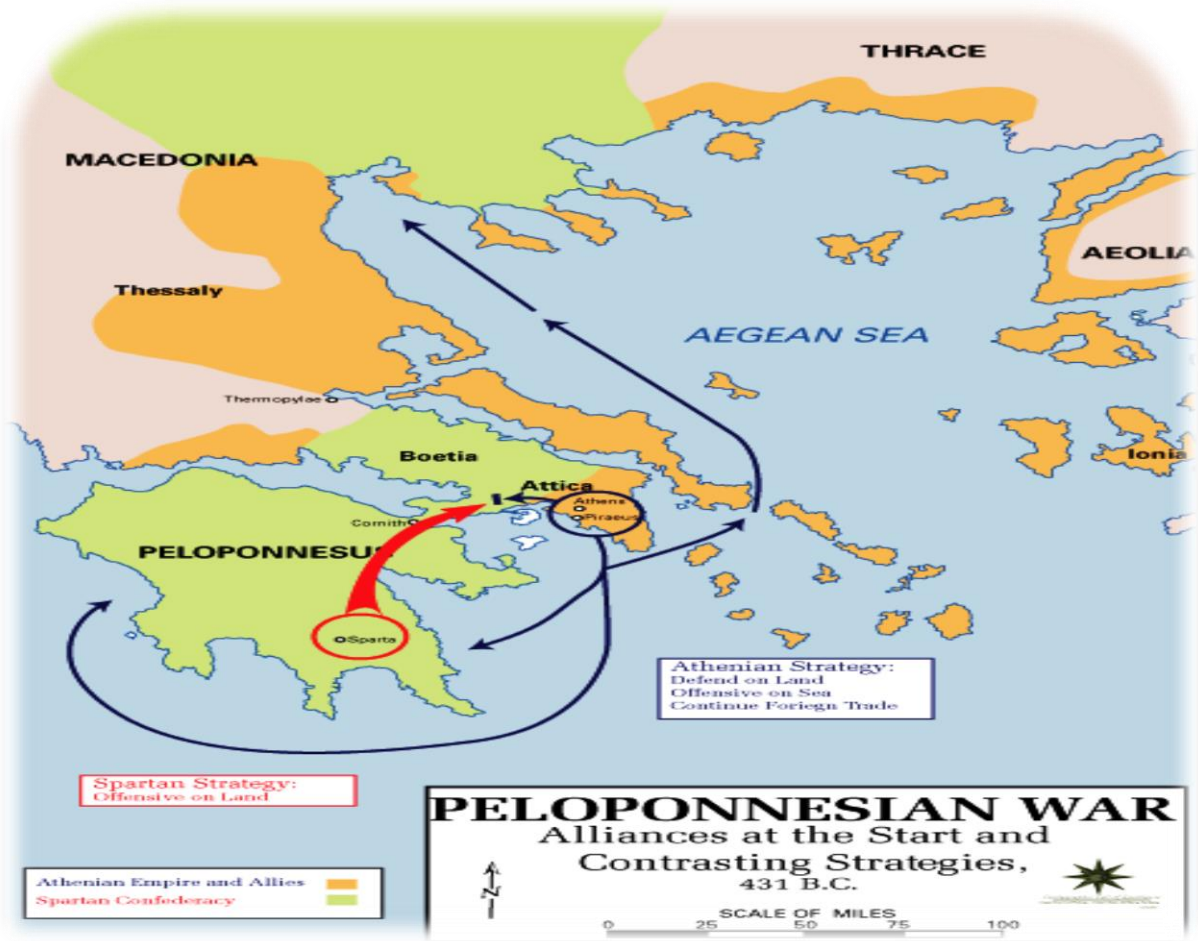 THRACE
MACEDONIA
AEOLIA
Thessaly
AEGEAN SEA
Thermopylae
Boetia
Ionia
Attica
Athens
Piraeus
Cornith
PELOPONNESUS
Sparta
Athenian Strategy:
Defend on Land
Offensive on Sea
Continue Foriegn Trade
Spartan Strategy:
Offensive on Land
PELOPONNESIAN WAR
Alliances at the Start and
Contrasting Strategies,
431 B.C.
Athenian Empire and Allies
Spartan Confederacy
N
SCALE OF MILES
0 25 50 75 100